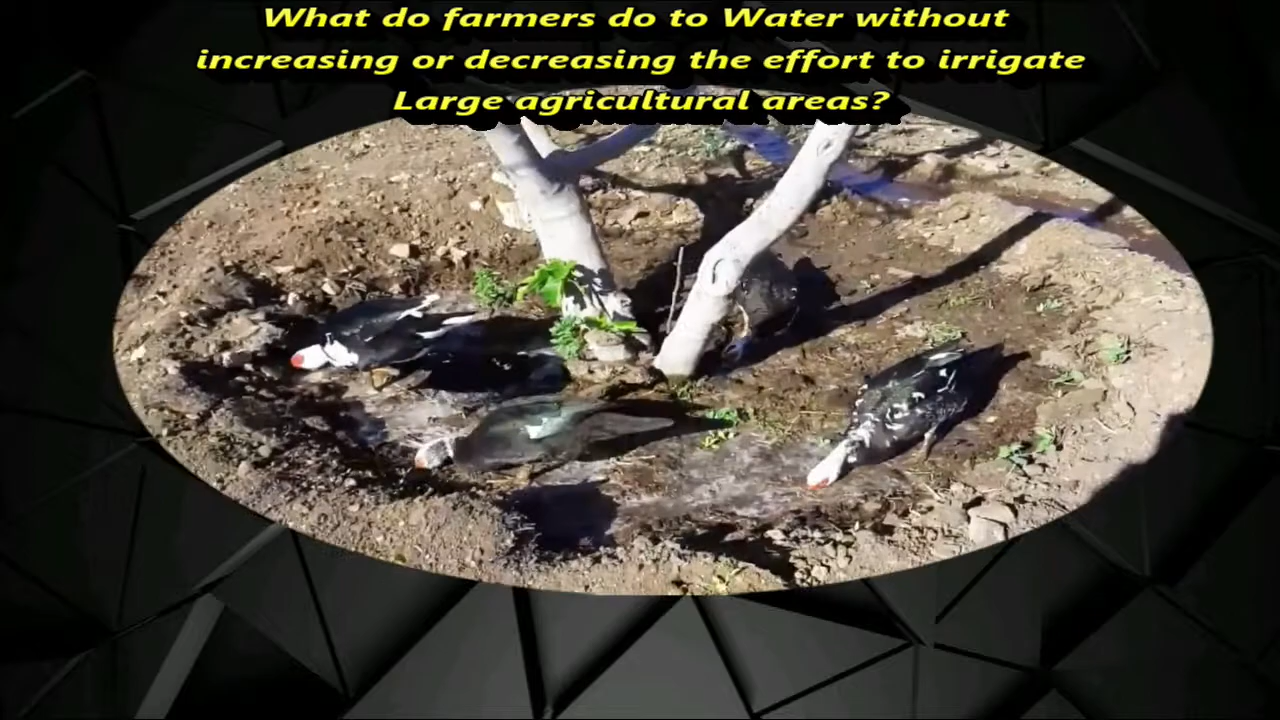 What do farmers do to Water without
increasing or decreasing the effort to irrigate
Large agricultural areas?